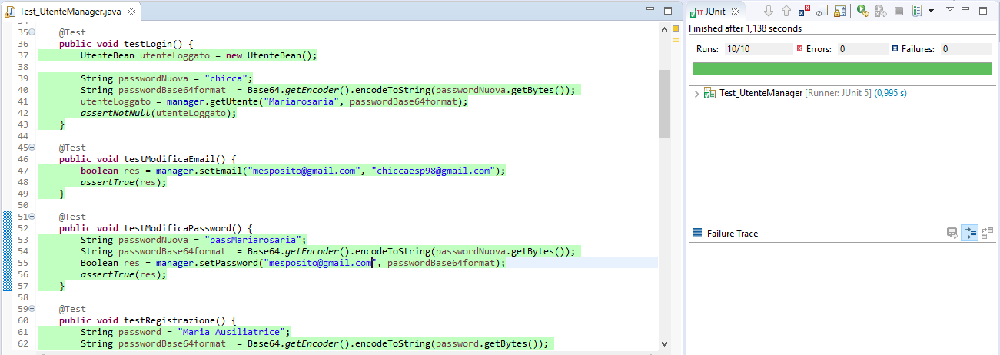 Test_UtenteManager.java
35 @Test
36 public void testLogin() {
37 UtenteBean utenteLoggato = new UtenteBean();
38
39 String passwordNuova = "chicca";
40 String passwordBase64format = Base64.getEncoder().encodeToString(passwordNuova.getBytes());
41 utenteLoggato = manager.getUtente("Mariarosaria", passwordBase64format);
42 assertNotNull(utenteLoggato);
43 }
44
45 @Test
46 public void testModificaEmail() {
47 boolean res = manager.setEmail("mesposito@gmail.com", "chiccaesp98@gmail.com");
48 assertTrue(res);
49 }
50
51 @Test
52 public void testModificaPassword() {
53 String passwordNuova = "passMariarosaria";
54 String passwordBase64format = Base64.getEncoder().encodeToString(passwordNuova.getBytes());
55 Boolean res = manager.setPassword("mesposito@gmail.com", passwordBase64format);
56 assertTrue(res);
57 }
58
59 @Test
60 public void testRegistrazione() {
61 String password = "Maria Ausiliatrice";
62 String passwordBase64format = Base64.getEncoder().encodeToString(password.getBytes());
JUnit
Finished after 1,138 seconds
Runs: 10/10 Errors: 0 Failures: 0
Test_UtenteManager [Runner: JUnit 5] (0,995 s)
Failure Trace